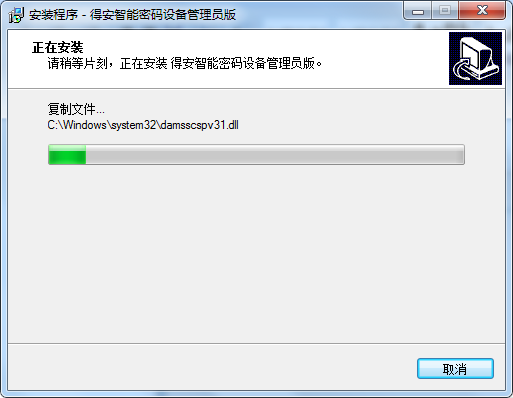 安装程序 - 得安智能密码设备管理员版
正在安装
请稍等片刻，正在安装 得安智能密码设备管理员版。
复制文件...
C:\Windows\system32\damsscspv31.dll
取消